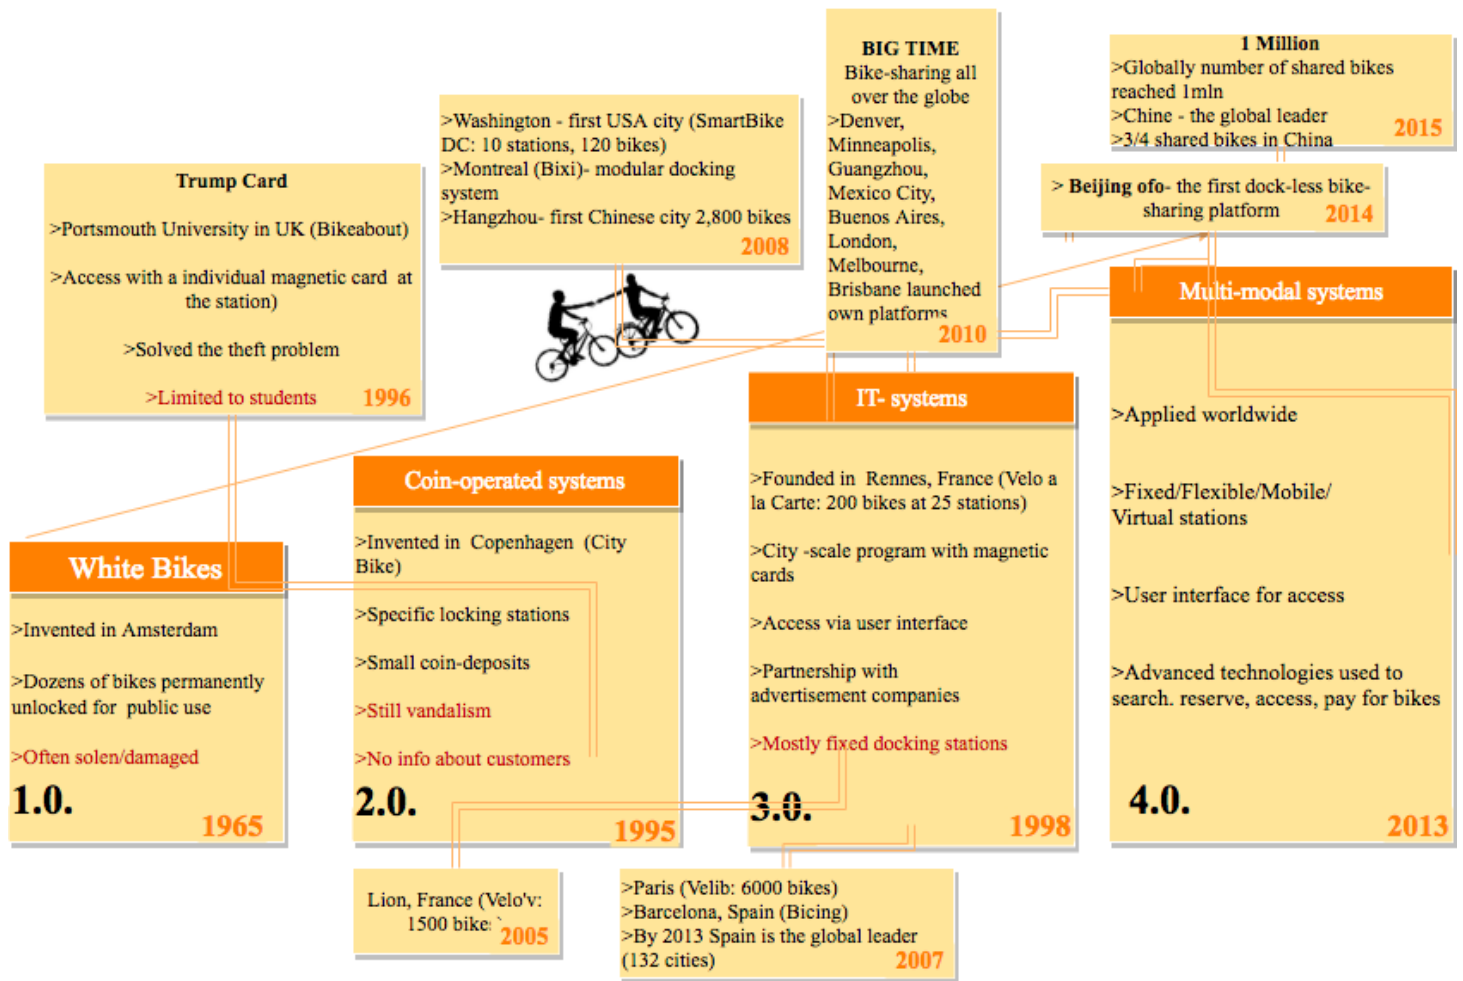 BIG TIME
Bike-sharing all
over the globe
>Denver,
Minneapolis,
Guangzhou,
Mexico City,
Buenos Aires,
London,
Melbourne,
Brisbane launched
own platforms
2010
1 Million
>Globally number of shared bikes
reached 1mln
>Chine - the global leader
>3/4 shared bikes in China
2015
>Washington - first USA city (SmartBike
DC: 10 stations, 120 bikes)
>Montreal (Bixi)- modular docking
system
>Hangzhou- first Chinese city 2,800 bikes
2008
Trump Card
>Portsmouth University in UK (Bikeabout)
>Access with a individual magnetic card at
the station)
>Solved the theft problem
>Limited to students
1996
> Beijing ofo- the first dock-less bike-
sharing platform
2014
White Bikes
>Invented in Amsterdam
>Dozens of bikes permanently
unlocked for public use
>Often solen/damaged
1.0.
1965
Coin-operated systems
>Invented in Copenhagen (City
Bike)
>Specific locking stations
>Small coin-deposits
>Still vandalism
>No info about customers
2.0.
1995
IT- systems
>Founded in Rennes, France (Velo a
la Carte: 200 bikes at 25 stations)
>City -scale program with magnetic
cards
>Access via user interface
>Partnership with
advertisement companies
>Mostly fixed docking stations
3.0.
1998
Multi-modal systems
>Applied worldwide
>Fixed/Flexible/Mobile/
Virtual stations
>User interface for access
>Advanced technologies used to
search. reserve, access, pay for bikes
4.0.
2013
Lion, France (Velo'v:
1500
2005
>Paris (Velib: 6000 bikes)
>Barcelona, Spain (Bicing)
>By 2013 Spain is the global leader
(132 cities)
2007